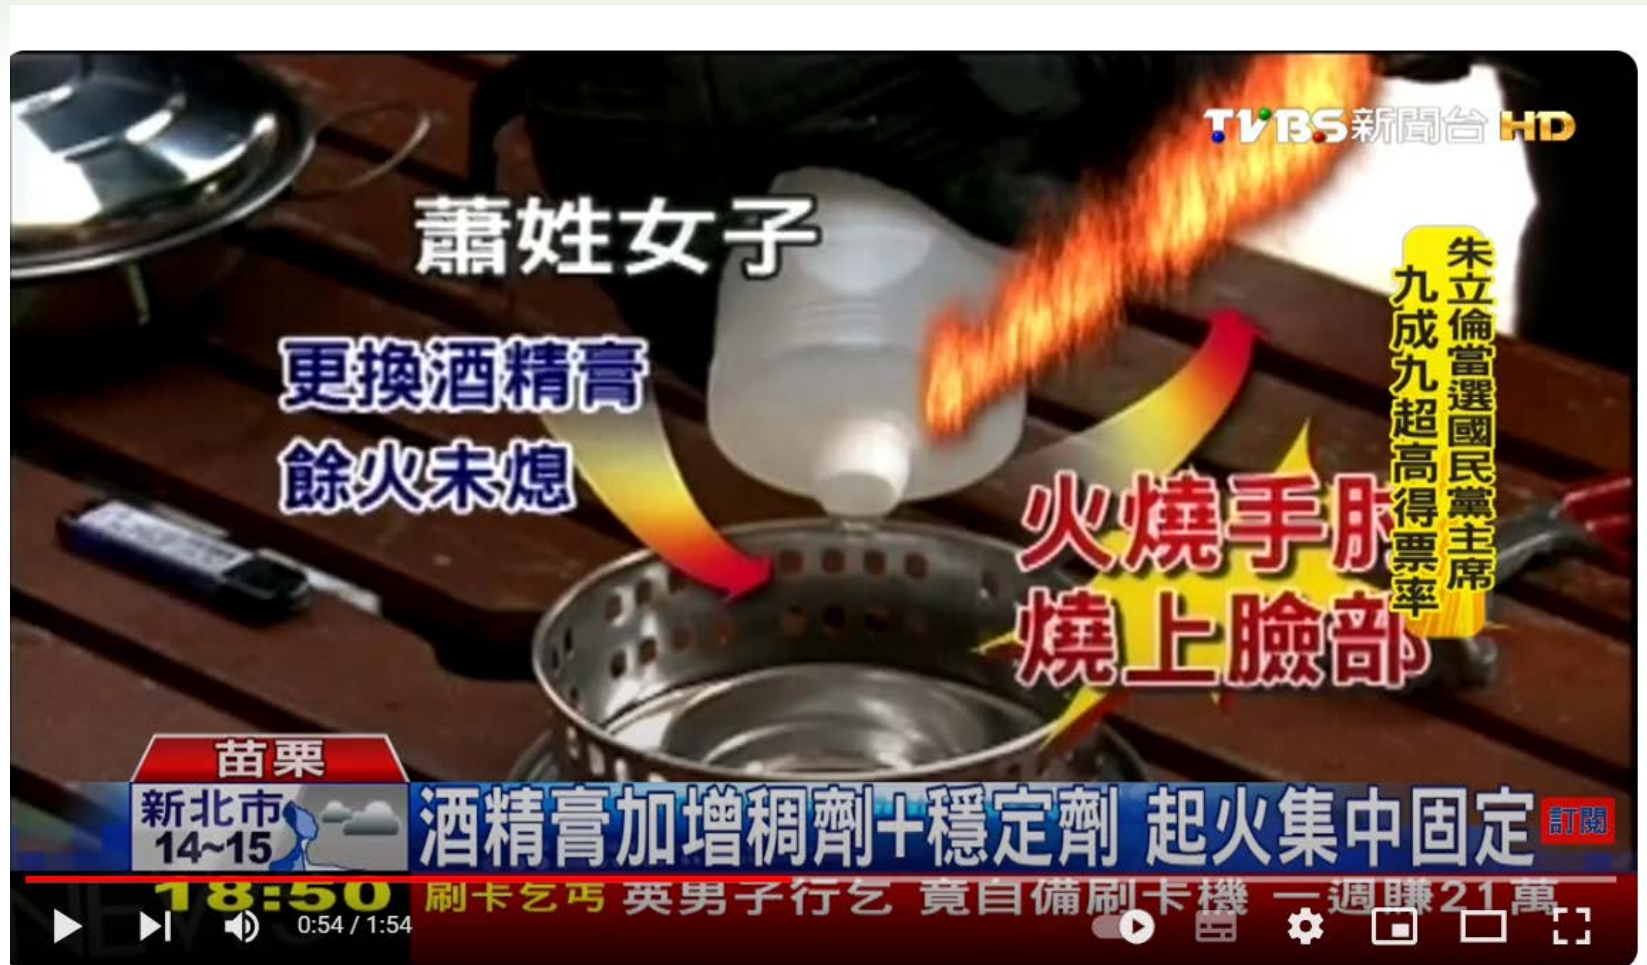 TVBS新聞台 HD
蕭姓女子
朱立倫當選國民黨主席
九成九超高得票率
更換酒精膏
餘火未熄
火燒手肘
燒上臉部
苗栗
新北市
14~15
酒精膏加增稠劑+穩定劑 起火集中固定
訂閱
18:50
刷卡乞丐 英男子行乞 竟自備刷卡機 一週賺21萬
0:54 / 1:54